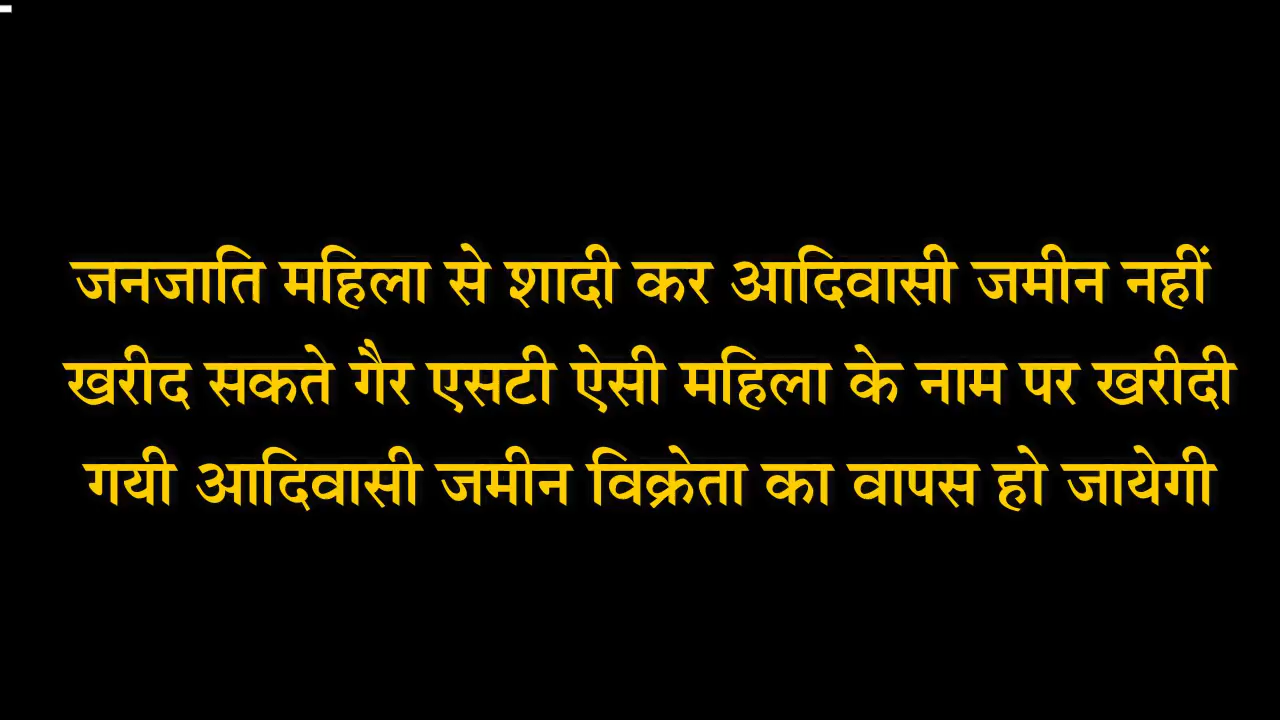 जनजाति महिला से शादी कर आदिवासी जमीन नहीं
खरीद सकते गैर एसटी ऐसी महिला के नाम पर खरीदी
गयी आदिवासी जमीन विक्रेता का वापस हो जायेगी